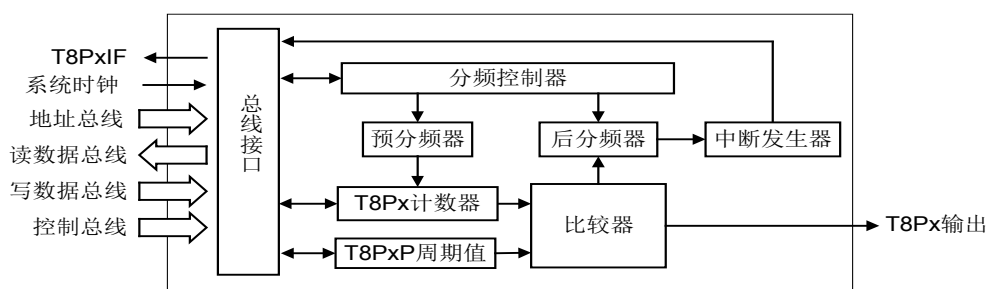 T8PxIF
系统时钟
地址总线
读数据总线
写数据总线
控制总线
总线接口
分频控制器
预分频器
后分频器
中断发生器
T8Px计数器
比较器
T8PxP周期值
T8Px输出